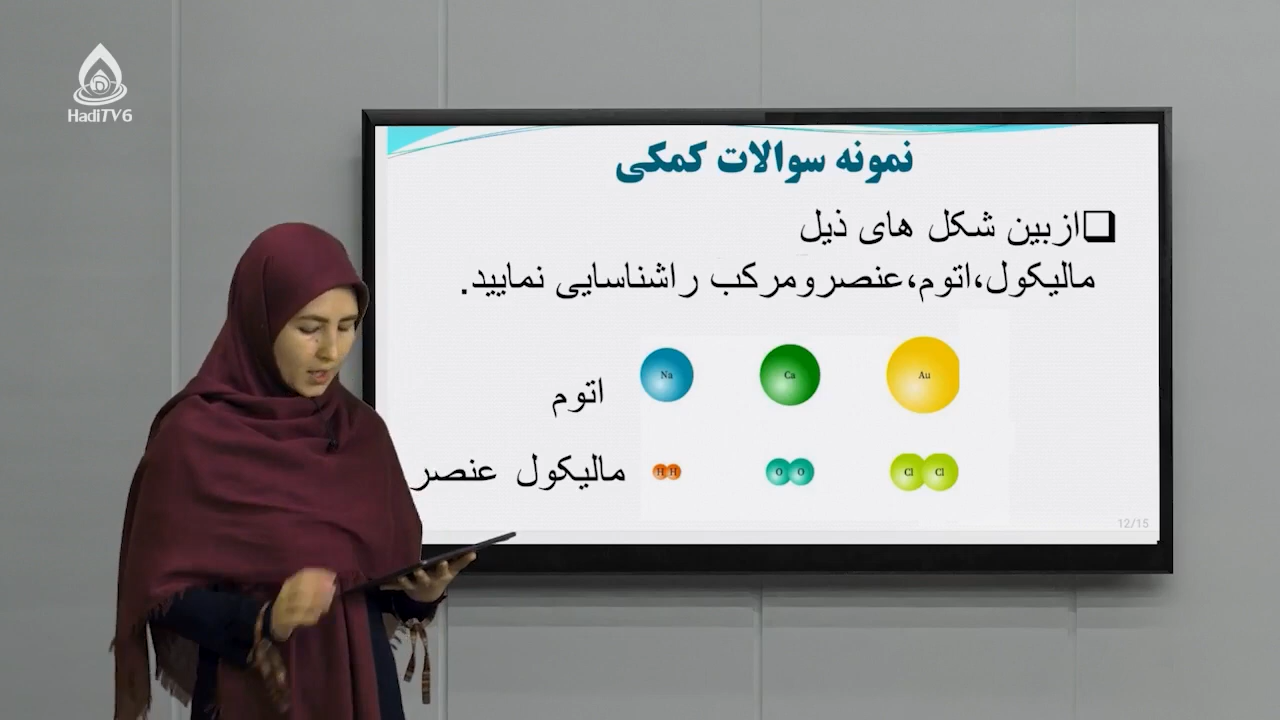 HadiTV6
نمونه سوالات کمکی
ازبین شکل های ذیل
مالیکول،اتوم،عنصرومرکب راشناسایی نمایید.
Na Ca Au
اتوم
H H O O Cl Cl
مالیکول عنصر
12/15